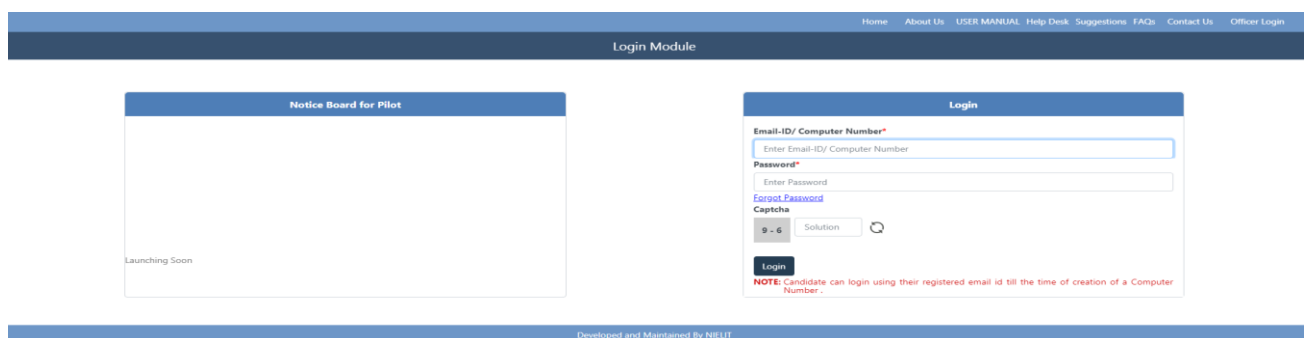 Home About Us USER MANUAL Help Desk Suggestions FAQs Contact Us Officer Login
Login Module
Notice Board for Pilot
Launching Soon
Login
Email-ID/ Computer Number*
Enter Email-ID/ Computer Number
Password*
Enter Password
Forgot Password
Captcha
9 - 6 Solution
Login
NOTE: Candidate can login using their registered email id till the time of creation of a Computer
Number .
Developed and Maintained By NIELIT